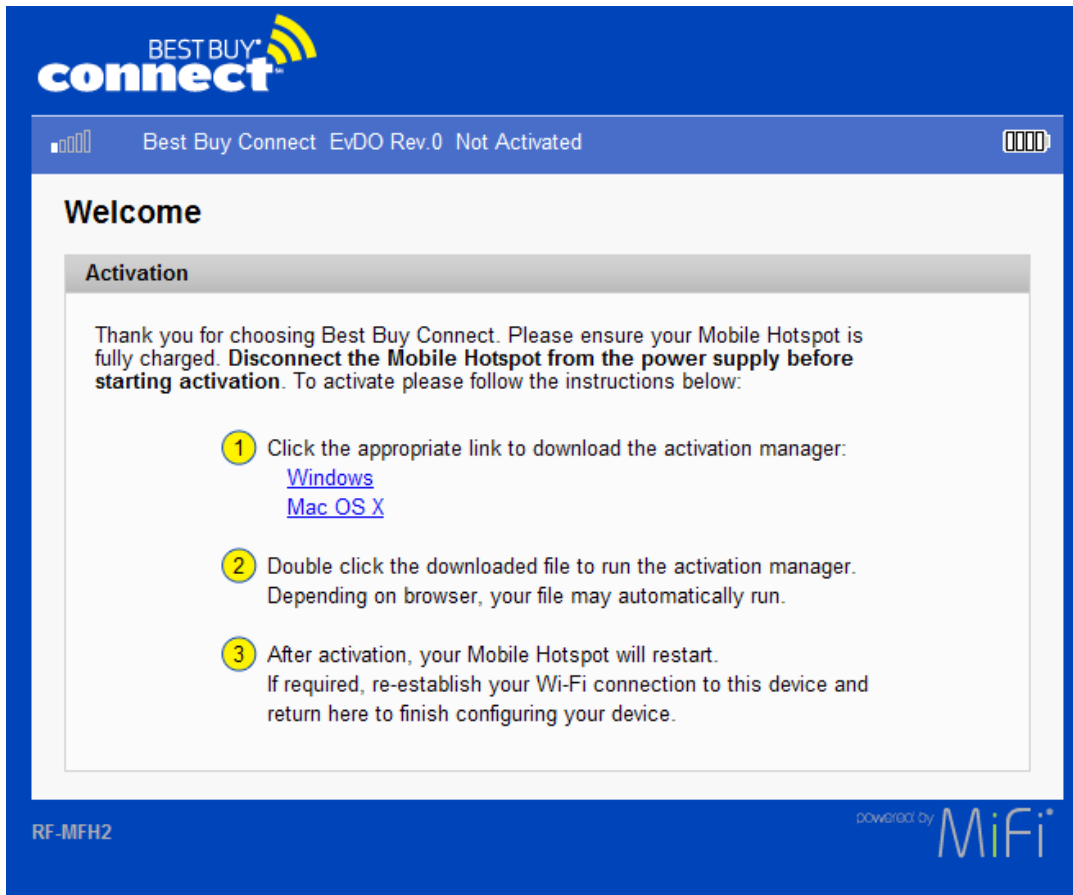 BEST BUY®
connect℠
Best Buy Connect EvDO Rev.0 Not Activated
Welcome
Activation
Thank you for choosing Best Buy Connect. Please ensure your Mobile Hotspot is
fully charged. Disconnect the Mobile Hotspot from the power supply before
starting activation. To activate please follow the instructions below:
1 Click the appropriate link to download the activation manager:
Windows
Mac OS X
2 Double click the downloaded file to run the activation manager.
Depending on browser, your file may automatically run.
3 After activation, your Mobile Hotspot will restart.
If required, re-establish your Wi-Fi connection to this device and
return here to finish configuring your device.
RF-MFH2
powered by MiFi